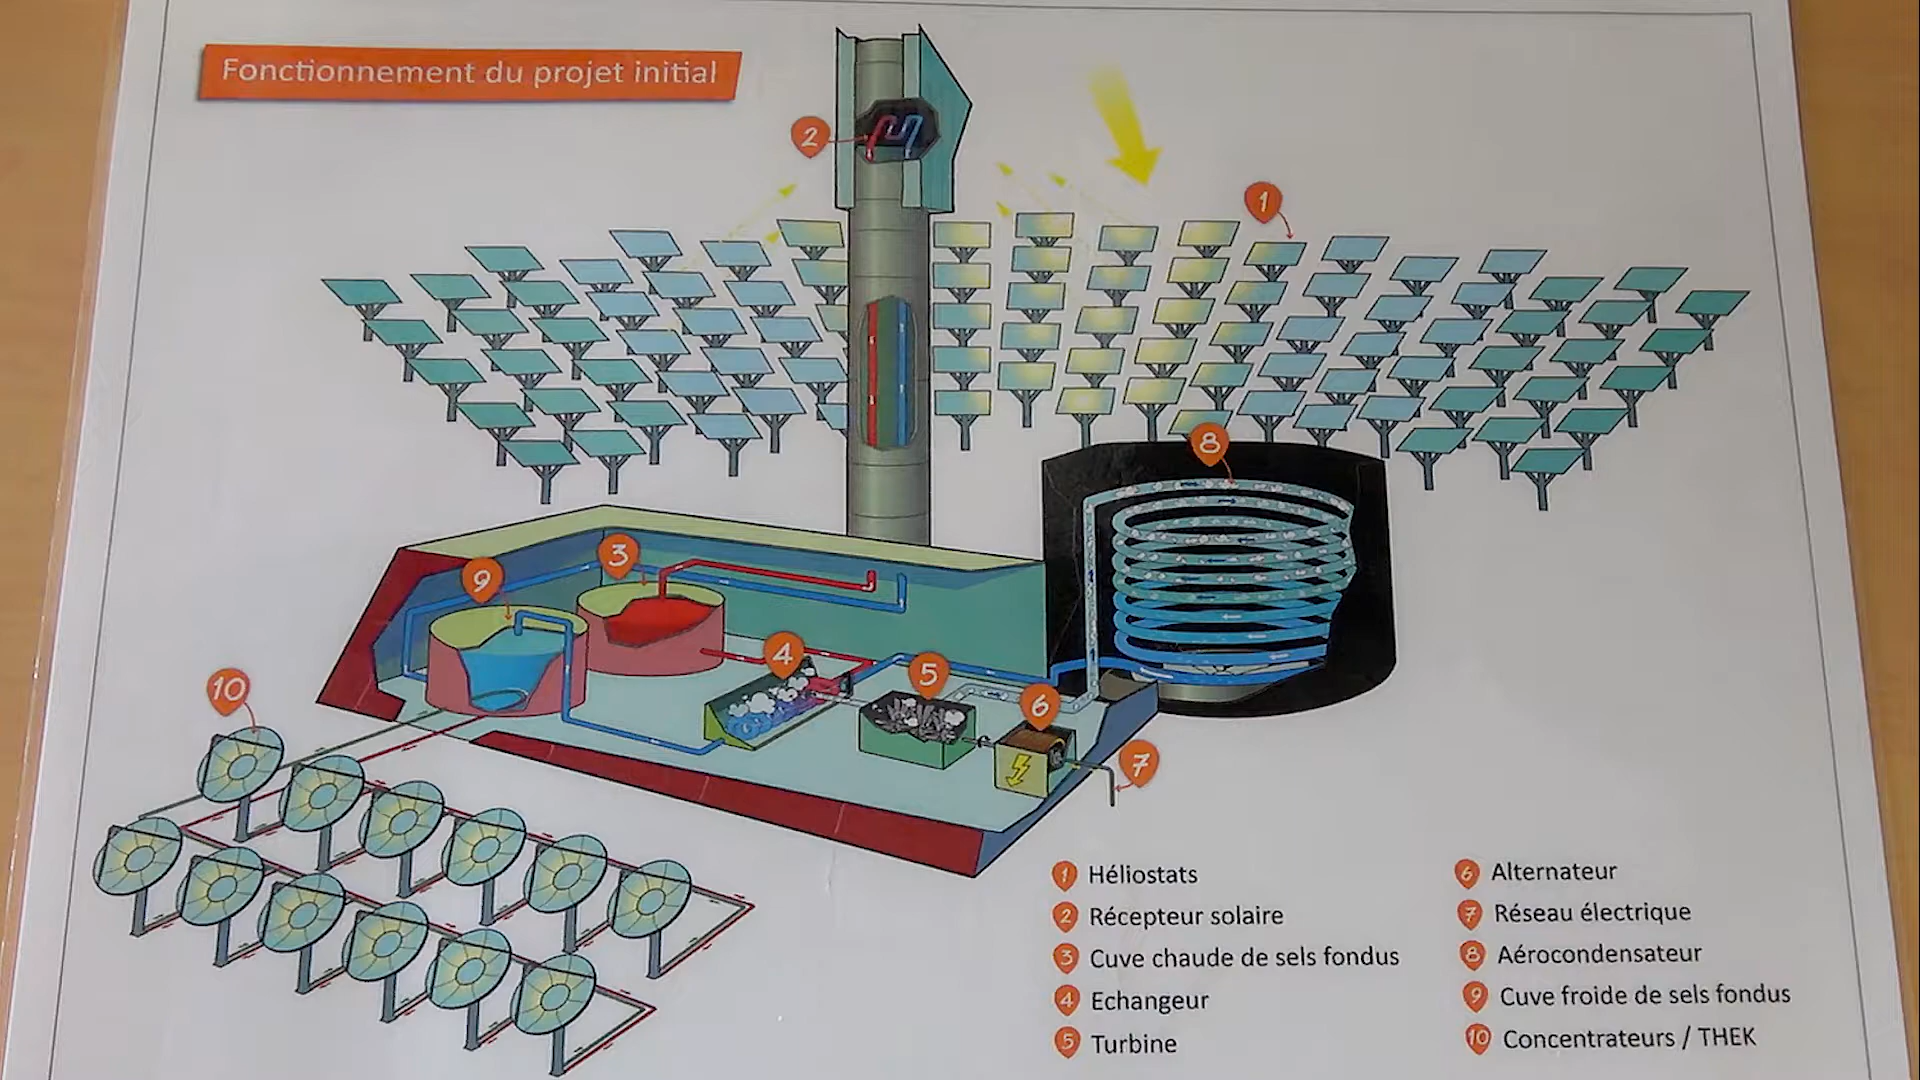 Fonctionnement du projet initial
2
1
8
3
9
4
5
10
6
7
1 Héliostats
2 Récepteur solaire
3 Cuve chaude de sels fondus
4 Echangeur
5 Turbine
6 Alternateur
7 Réseau électrique
8 Aérocondensateur
9 Cuve froide de sels fondus
10 Concentrateurs / THEK